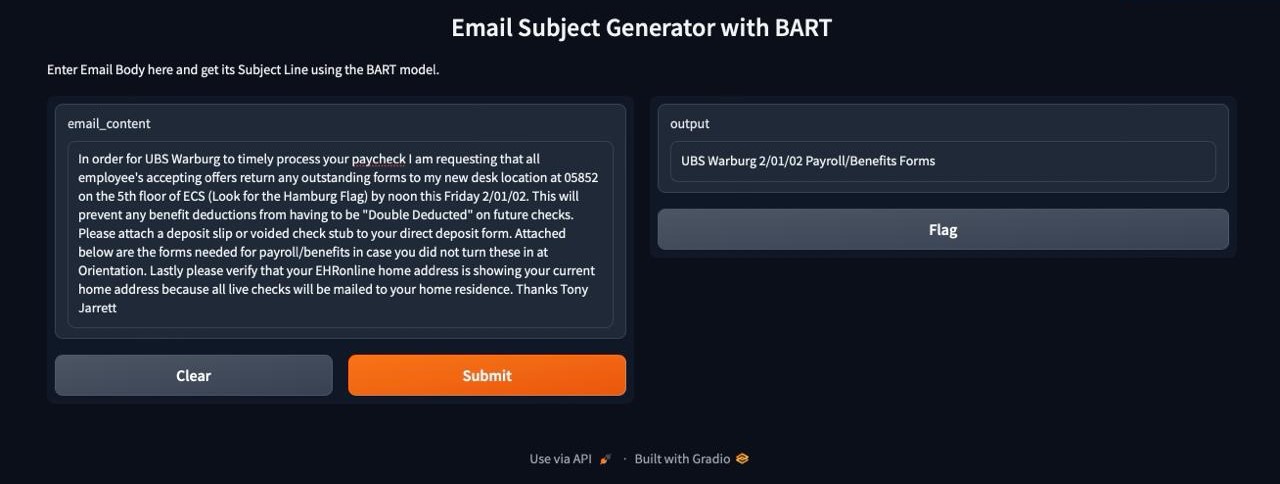 Email Subject Generator with BART
Enter Email Body here and get its Subject Line using the BART model.
email_content
In order for UBS Warburg to timely process your paycheck I am requesting that all
employee's accepting offers return any outstanding forms to my new desk location at 05852
on the 5th floor of ECS (Look for the Hamburg Flag) by noon this Friday 2/01/02. This will
prevent any benefit deductions from having to be "Double Deducted" on future checks.
Please attach a deposit slip or voided check stub to your direct deposit form. Attached
below are the forms needed for payroll/benefits in case you did not turn these in at
Orientation. Lastly please verify that your EHRonline home address is showing your current
home address because all live checks will be mailed to your home residence. Thanks Tony
Jarrett
Clear
Submit
output
UBS Warburg 2/01/02 Payroll/Benefits Forms
Flag
Use via API · Built with Gradio